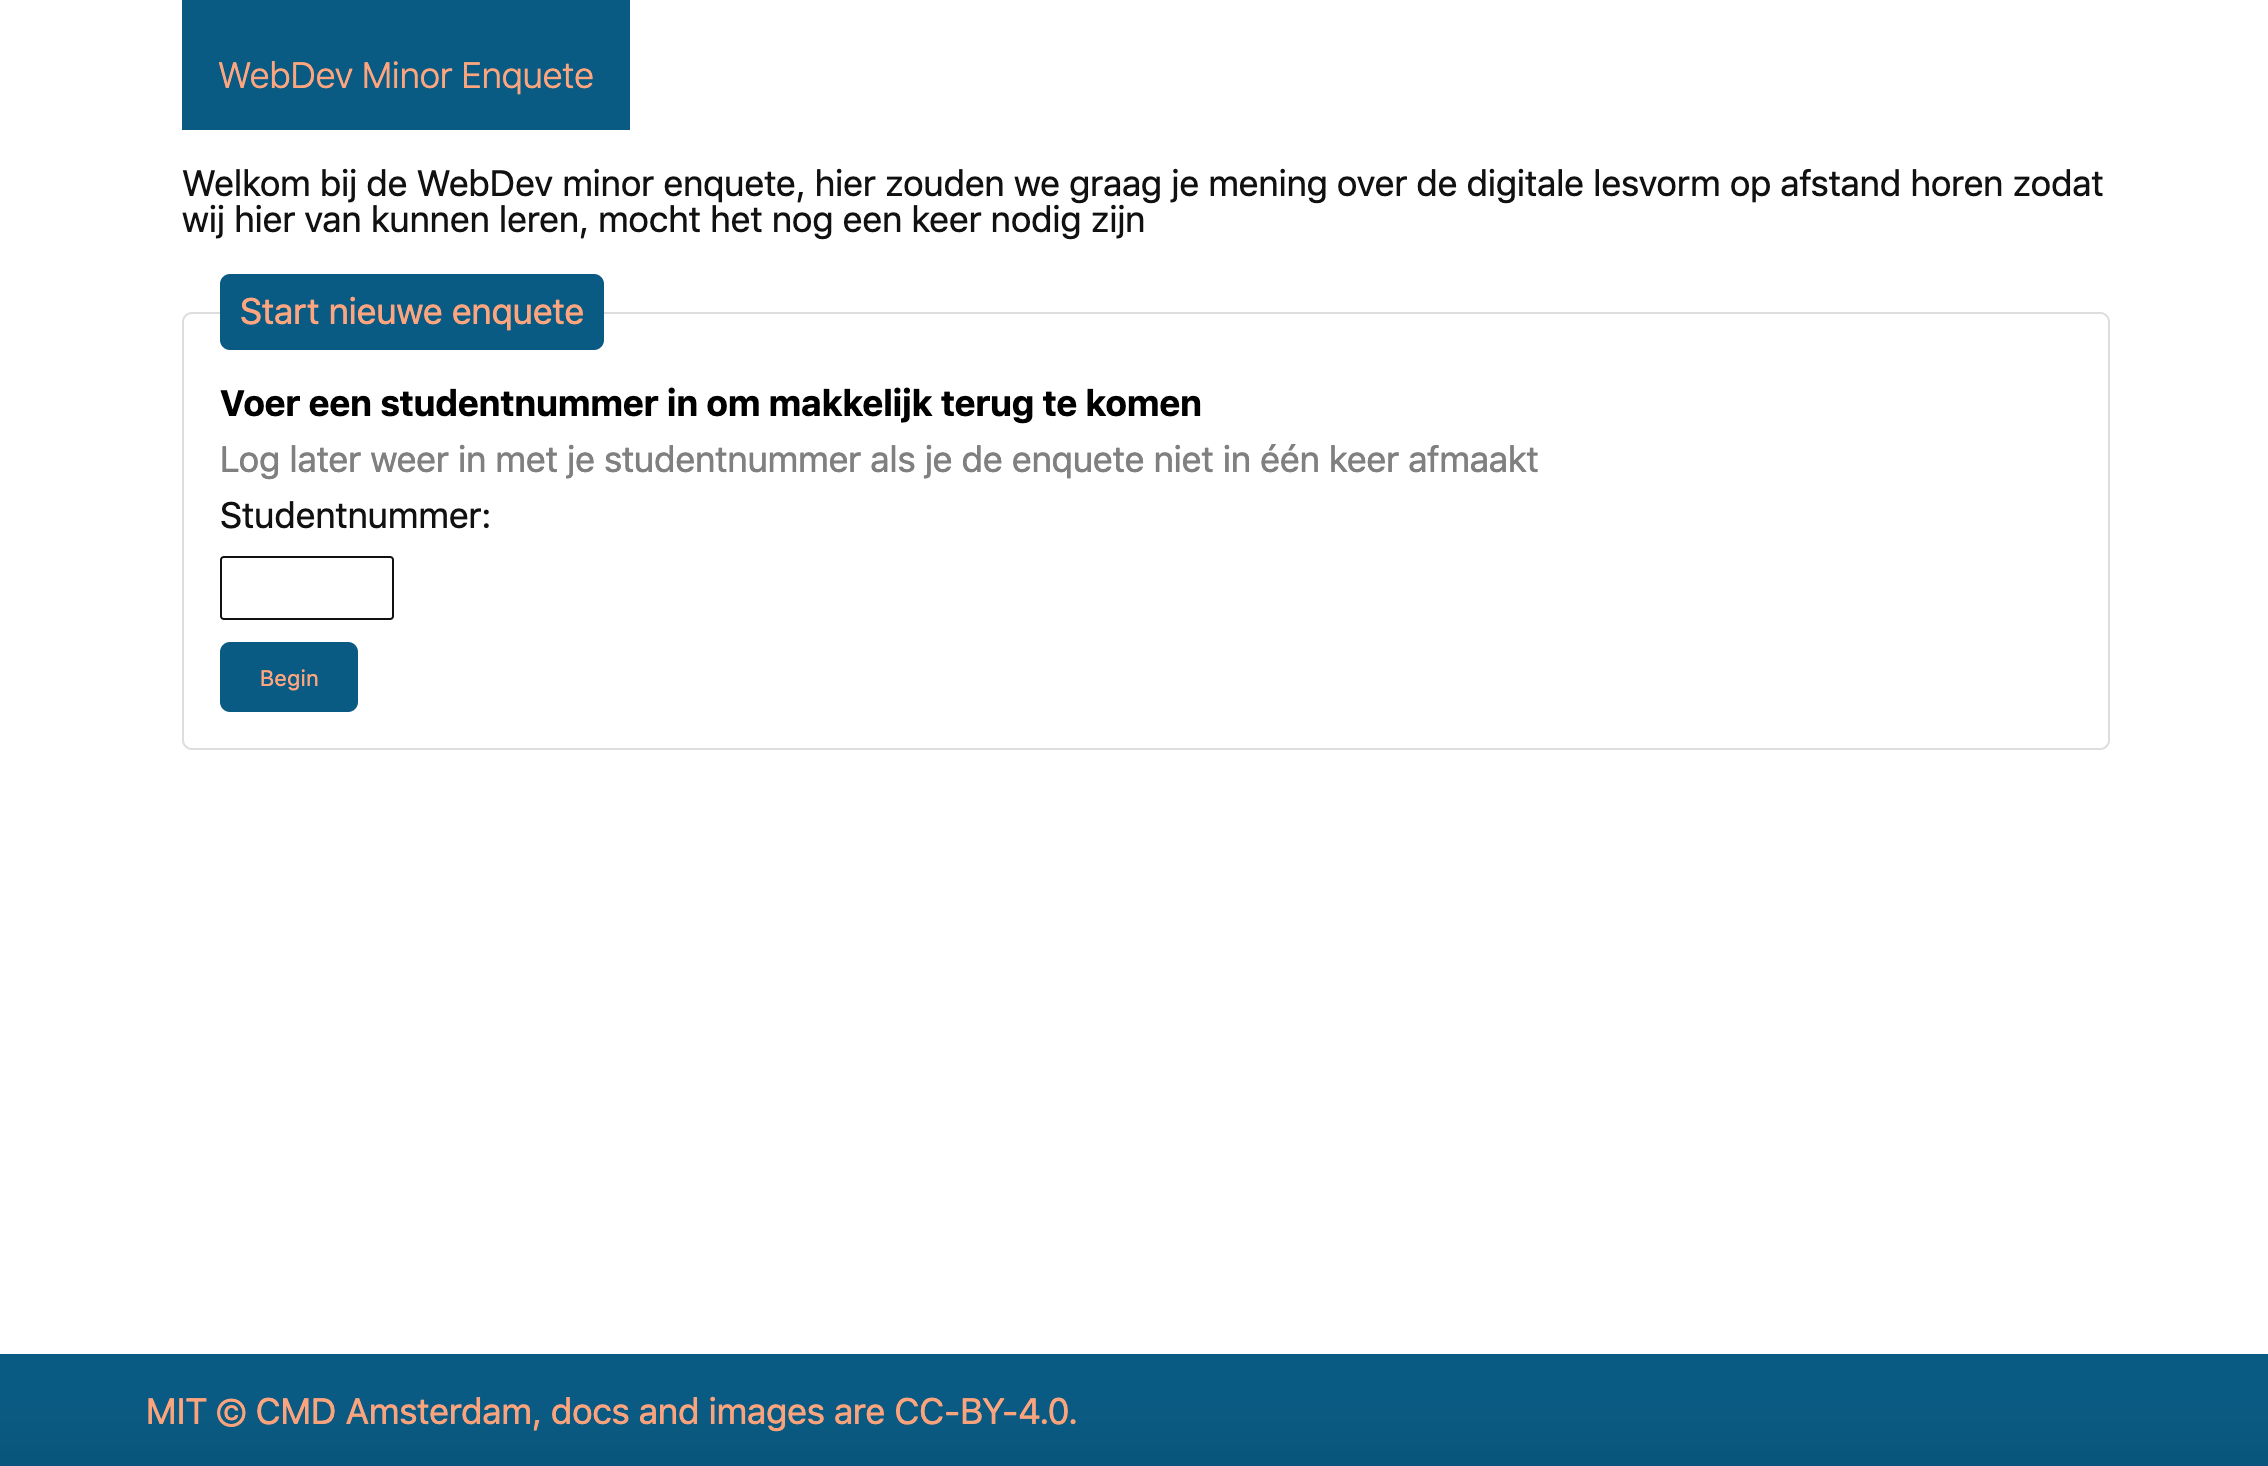 WebDev Minor Enquete
Welkom bij de WebDev minor enquete, hier zouden we graag je mening over de digitale lesvorm op afstand horen zodat
wij hier van kunnen leren, mocht het nog een keer nodig zijn
Start nieuwe enquete
Voer een studentnummer in om makkelijk terug te komen
Log later weer in met je studentnummer als je de enquete niet in één keer afmaakt
Studentnummer:
Begin
MIT © CMD Amsterdam, docs and images are CC-BY-4.0.